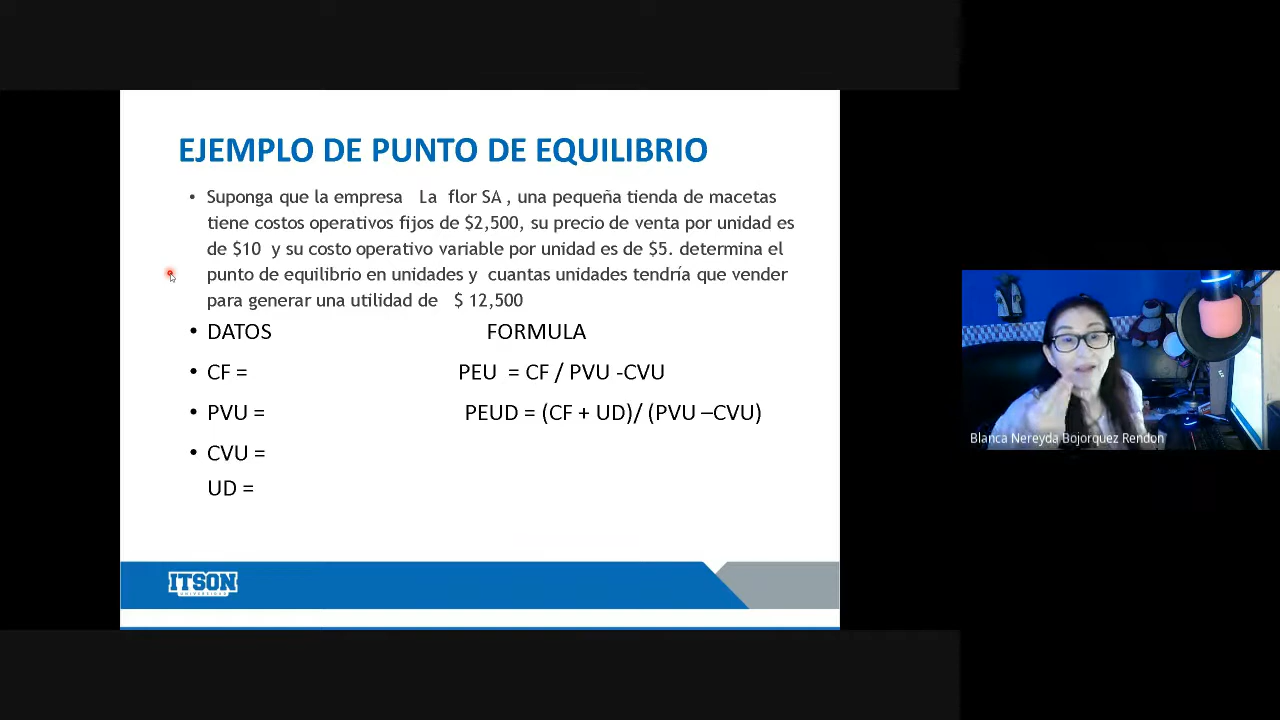 EJEMPLO DE PUNTO DE EQUILIBRIO
• Suponga que la empresa La flor SA , una pequeña tienda de macetas
tiene costos operativos fijos de $2,500, su precio de venta por unidad es
de $10 y su costo operativo variable por unidad es de $5. determina el
punto de equilibrio en unidades y cuantas unidades tendría que vender
para generar una utilidad de $ 12,500
• DATOS FORMULA
• CF = PEU = CF / PVU -CVU
• PVU = PEUD = (CF + UD)/ (PVU –CVU)
• CVU =
UD =
ITSON
UNIVERSIDAD
Blanca Nereyda Bojorquez Rendon